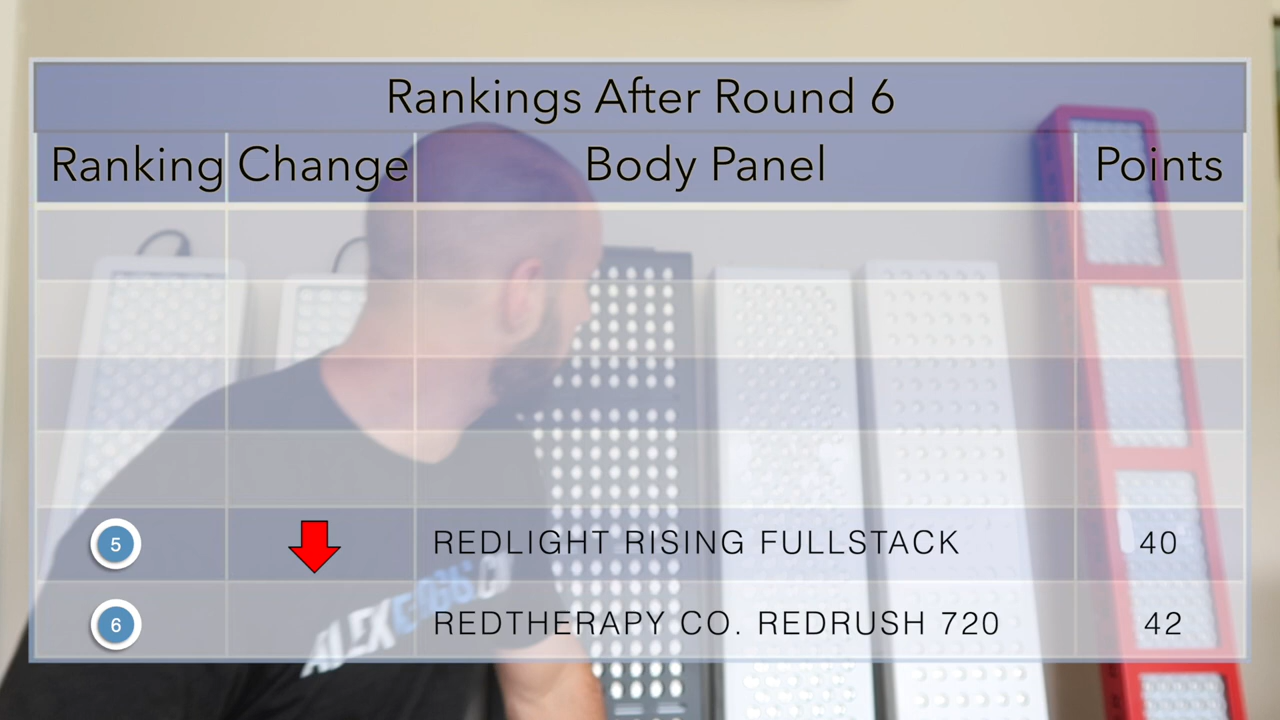 Rankings After Round 6
Ranking Change Body Panel Points
5 REDLIGHT RISING FULLSTACK 40
6 REDTHERAPY CO. REDRUSH 720 42